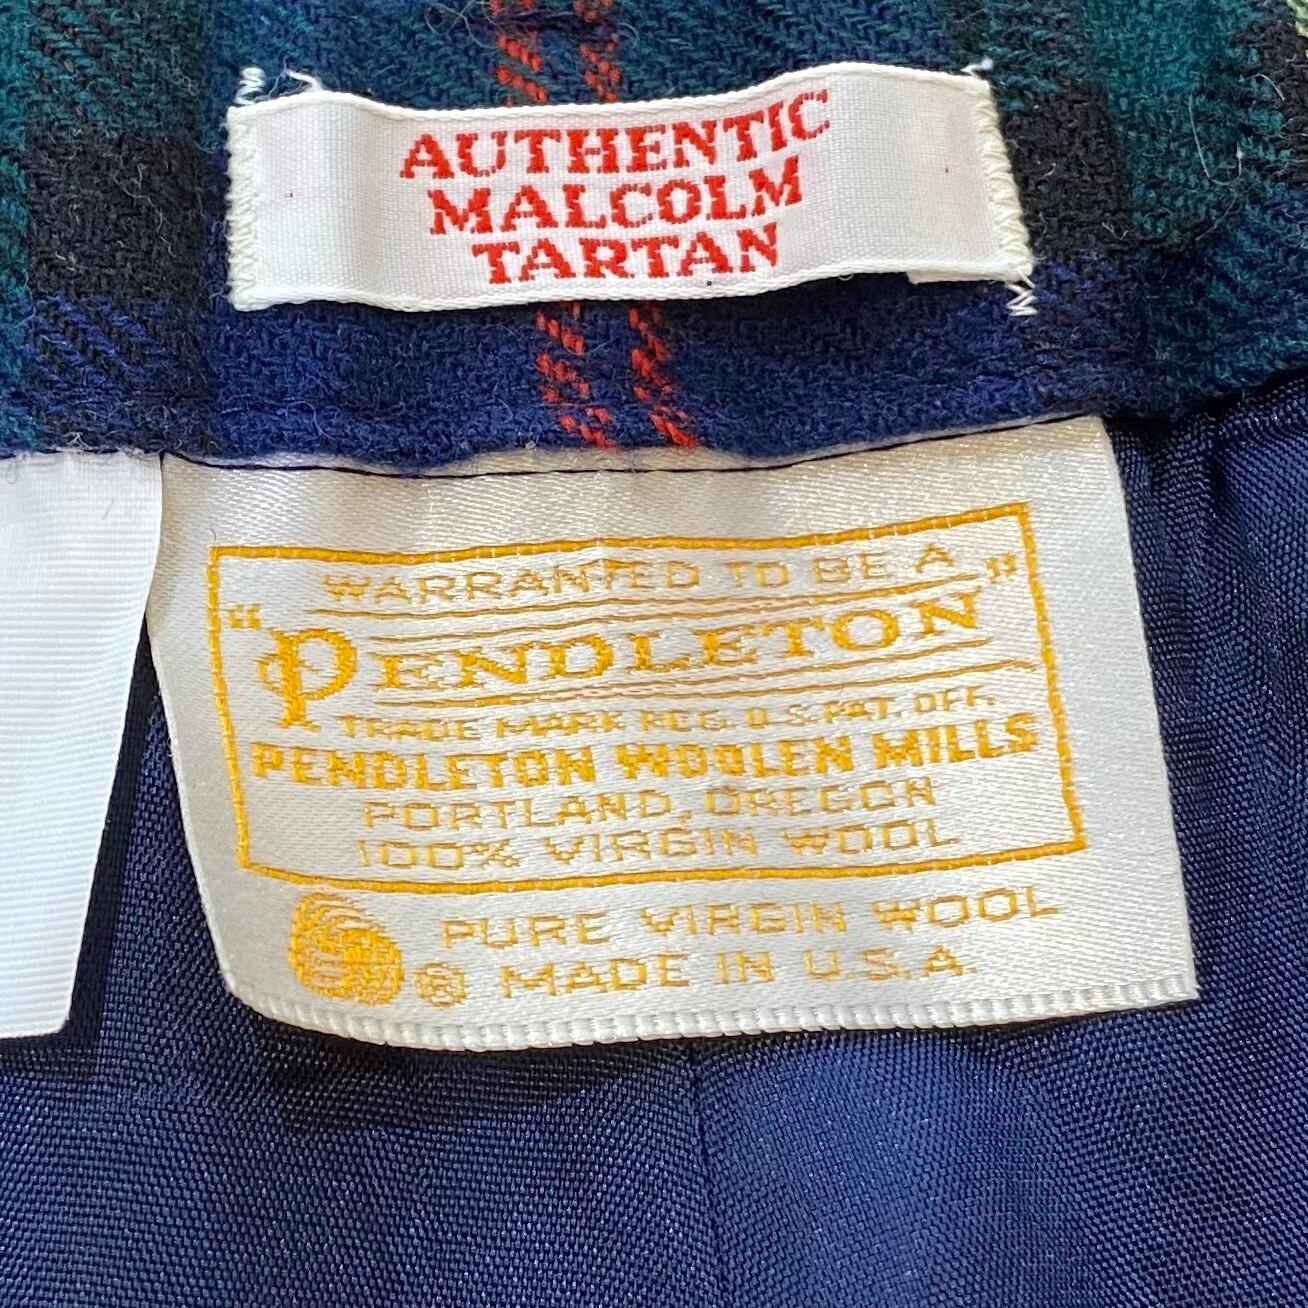 AUTHENTIC
MALCOLM
TARTAN
WARRANTED TO BE A
"PENDLETON"
TRADE MARK REG. U.S. PAT. OFF.
PENDLETON WOOLEN MILLS
PORTLAND, OREGON
100% VIRGIN WOOL
PURE VIRGIN WOOL
® MADE IN U.S.A.